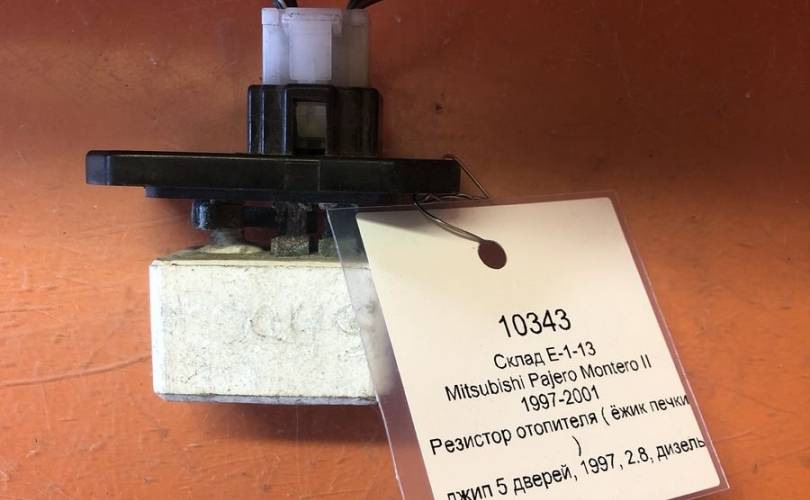 10343
Склад Е-1-13
Mitsubishi Pajero Montero II
1997-2001
Резистор отопителя ( ёжик печки
)
джип 5 дверей, 1997, 2.8, дизель